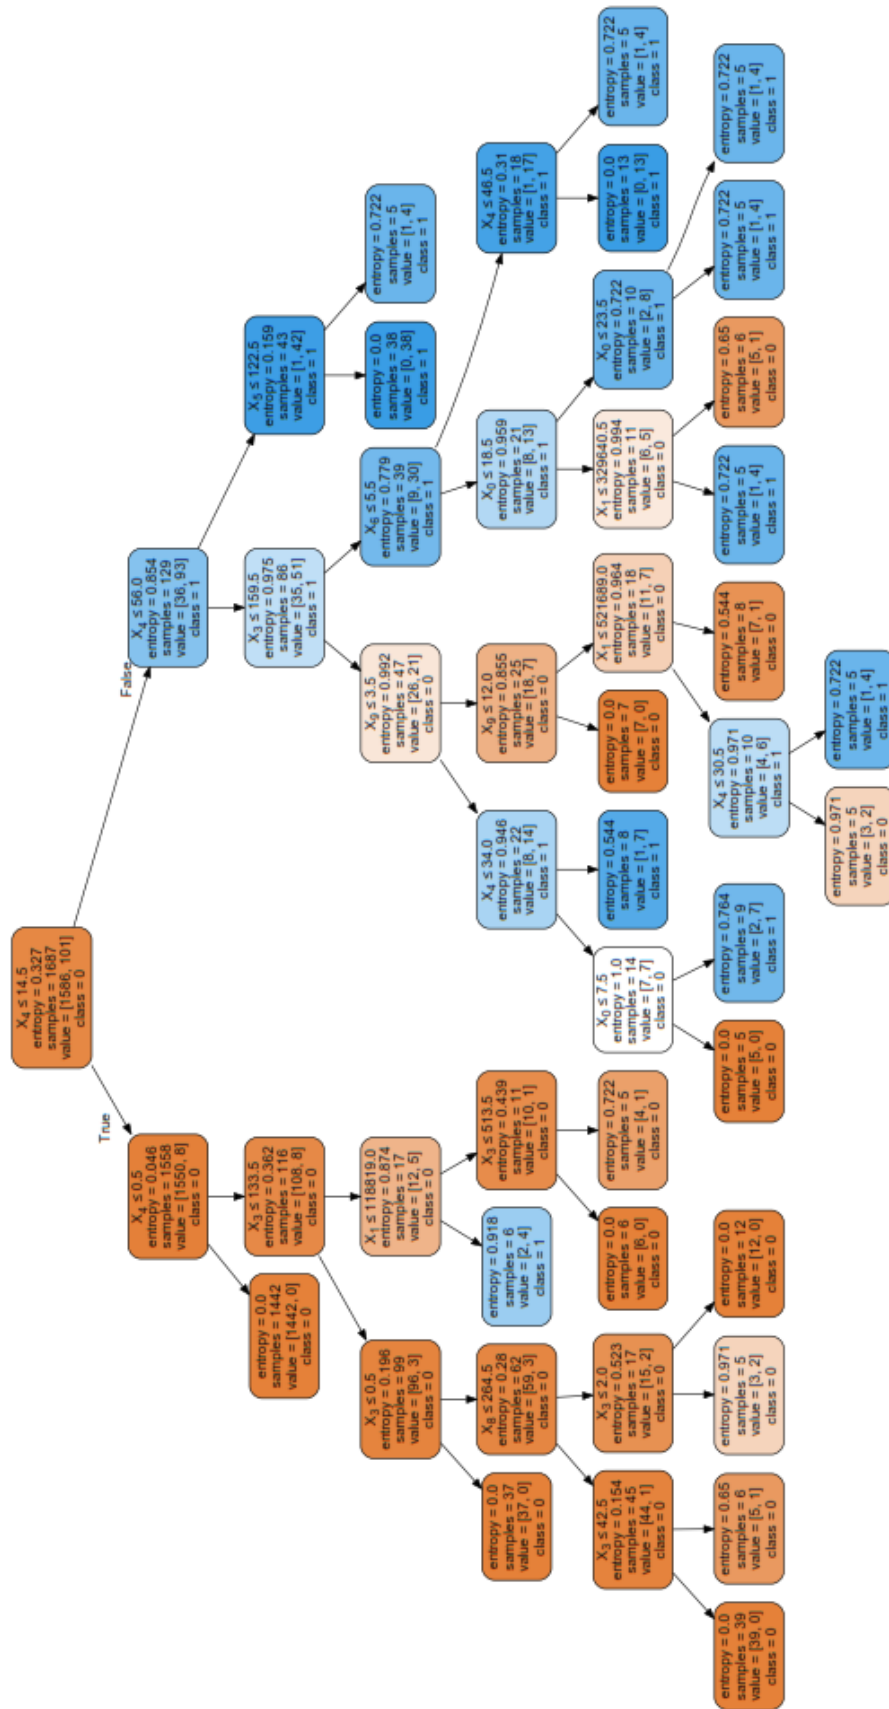 X₄ ≤ 14.5
entropy = 0.327
samples = 1687
value = [1586, 101]
class = 0
True
False
X₄ ≤ 0.5
entropy = 0.046
samples = 1558
value = [1550, 8]
class = 0
X₄ ≤ 56.0
entropy = 0.854
samples = 129
value = [36, 93]
class = 1
entropy = 0.0
samples = 1442
value = [1442, 0]
class = 0
X₃ ≤ 133.5
entropy = 0.362
samples = 116
value = [108, 8]
class = 0
X₃ ≤ 159.5
entropy = 0.975
samples = 86
value = [35, 51]
class = 1
X₅ ≤ 122.5
entropy = 0.159
samples = 43
value = [1, 42]
class = 1
X₃ ≤ 0.5
entropy = 0.196
samples = 99
value = [96, 3]
class = 0
X₁ ≤ 118819.0
entropy = 0.874
samples = 17
value = [12, 5]
class = 0
X₉ ≤ 3.5
entropy = 0.992
samples = 47
value = [26, 21]
class = 0
X₆ ≤ 5.5
entropy = 0.779
samples = 39
value = [9, 30]
class = 1
entropy = 0.0
samples = 38
value = [0, 38]
class = 1
entropy = 0.722
samples = 5
value = [1, 4]
class = 1
entropy = 0.0
samples = 37
value = [37, 0]
class = 0
X₈ ≤ 264.5
entropy = 0.28
samples = 62
value = [59, 3]
class = 0
entropy = 0.918
samples = 6
value = [2, 4]
class = 1
X₃ ≤ 513.5
entropy = 0.439
samples = 11
value = [10, 1]
class = 0
X₄ ≤ 34.0
entropy = 0.946
samples = 22
value = [8, 14]
class = 1
X₉ ≤ 12.0
entropy = 0.855
samples = 25
value = [18, 7]
class = 0
≤ 18.5
entropy = 0.959
samples = 21
value = [8, 13]
class = 1
X₄ ≤ 46.5
entropy = 0.31
samples = 18
value = [1, 17]
class = 1
X₃ ≤ 42.5
entropy = 0.154
samples = 45
value = [44, 1]
class = 0
X₃ ≤ 2.0
entropy = 0.523
samples = 17
value = [15, 2]
class = 0
entropy = 0.0
samples = 6
value = [6, 0]
class = 0
entropy = 0.722
samples = 5
value = [4, 1]
class = 0
X₀ ≤ 7.5
entropy = 1.0
samples = 14
value = [7, 7]
class = 0
entropy = 0.544
samples = 8
value = [1, 7]
class = 1
entropy = 0.0
samples = 7
value = [7, 0]
class = 0
X₁ ≤ 521689.0
entropy = 0.964
samples = 18
value = [11, 7]
class = 0
X₁ ≤ 329640.5
entropy = 0.994
samples = 11
value = [6, 5]
class = 0
X₀ ≤ 23.5
entropy = 0.722
samples = 10
value = [2, 8]
class = 1
entropy = 0.0
samples = 13
value = [0, 13]
class = 1
entropy = 0.722
samples = 5
value = [1, 4]
class = 1
entropy = 0.0
samples = 39
value = [39, 0]
class = 0
entropy = 0.65
samples = 6
value = [5, 1]
class = 0
entropy = 0.971
samples = 5
value = [3, 2]
class = 0
entropy = 0.0
samples = 12
value = [12, 0]
class = 0
entropy = 0.0
samples = 5
value = [5, 0]
class = 0
entropy = 0.764
samples = 9
value = [2, 7]
class = 1
X₄ ≤ 30.5
entropy = 0.971
samples = 10
value = [4, 6]
class = 1
entropy = 0.544
samples = 8
value = [7, 1]
class = 0
entropy = 0.722
samples = 5
value = [1, 4]
class = 1
entropy = 0.65
samples = 6
value = [5, 1]
class = 0
entropy = 0.722
samples = 5
value = [1, 4]
class = 1
entropy = 0.722
samples = 5
value = [1, 4]
class = 1
entropy = 0.971
samples = 5
value = [3, 2]
class = 0
entropy = 0.722
samples = 5
value = [1, 4]
class = 1